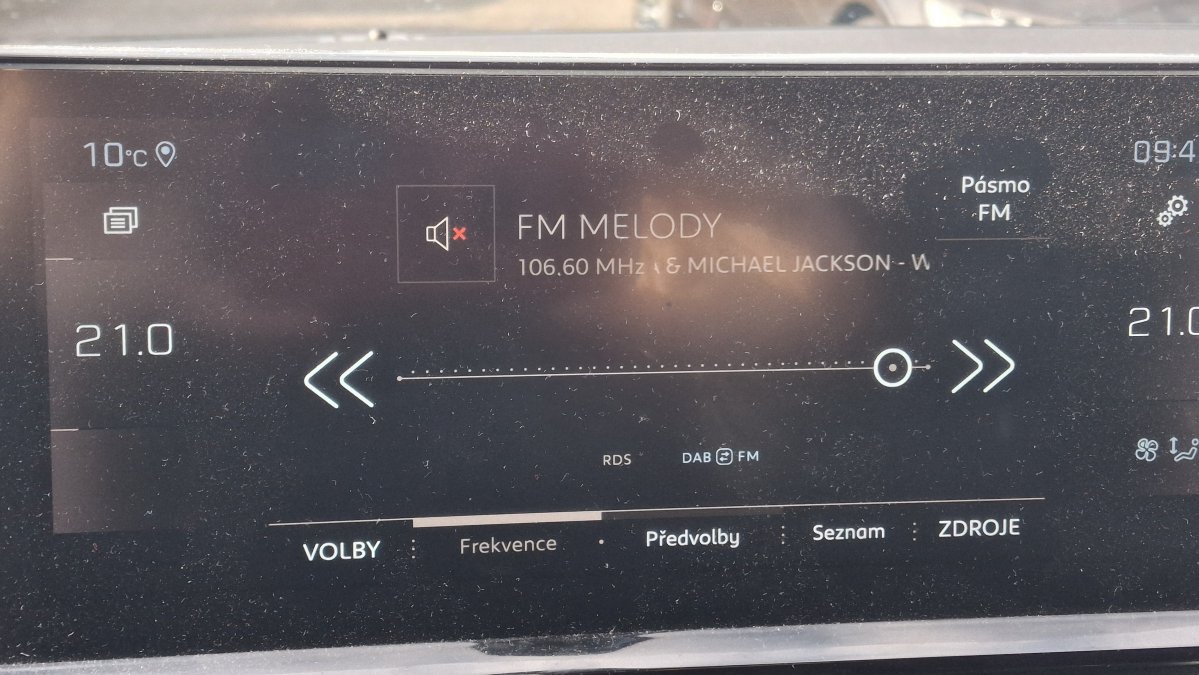 10°C
09:4
Pásmo
FM
FM MELODY
106.60 MHz & MICHAEL JACKSON - W
21.0
21.0
RDS
DAB FM
VOLBY
Frekvence
Předvolby
Seznam
ZDROJE